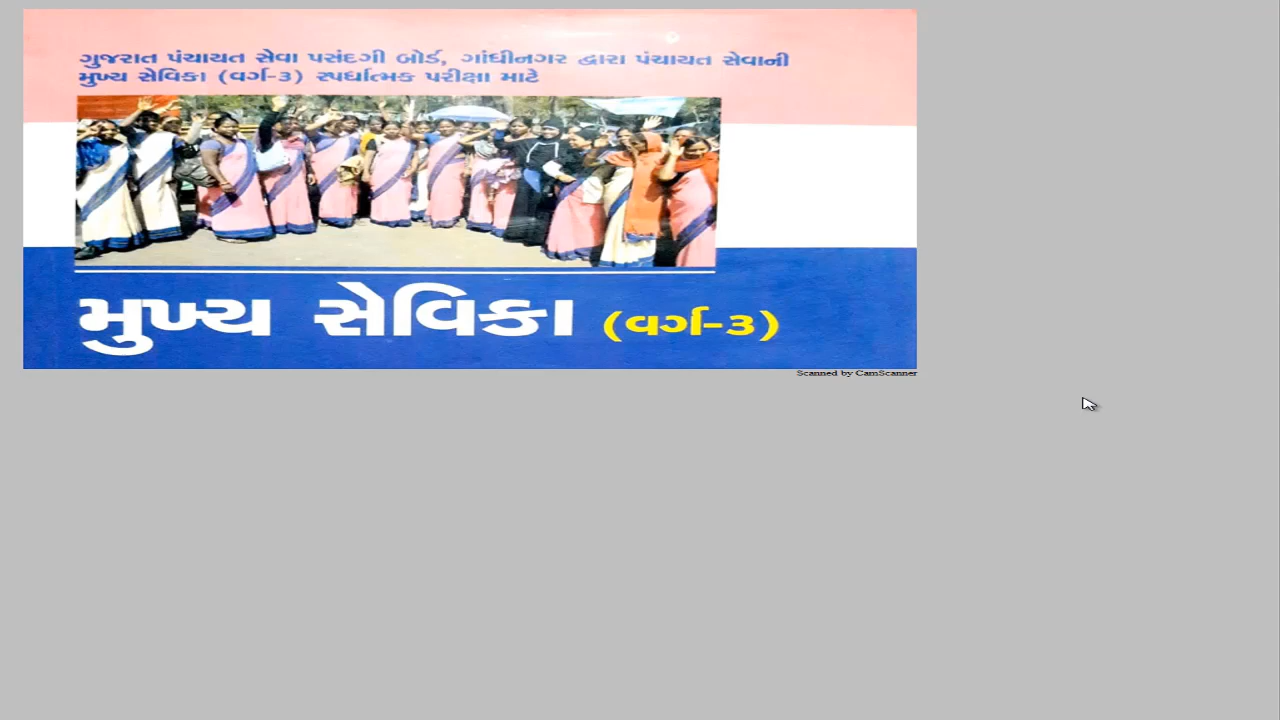 ગુજરાત પંચાયત સેવા પસંદગી બોર્ડ, ગાંધીનગર દ્વારા પંચાયત સેવાની
મુખ્ય સેવિકા (વર્ગ-૩) સ્પર્ધાત્મક પરીક્ષા માટે
મુખ્ય સેવિકા (વર્ગ-૩)
Scanned by CamScanner